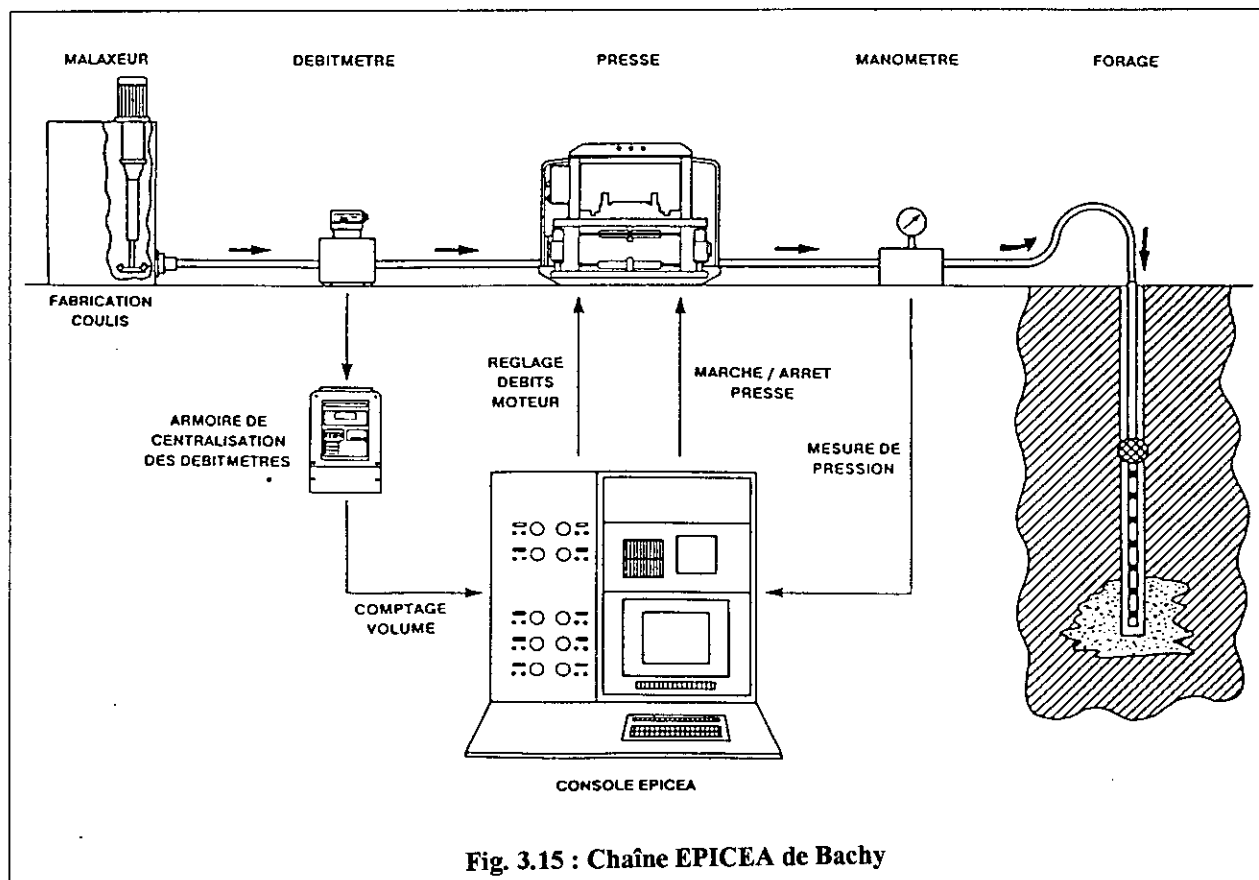 MALAXEUR
DEBITMETRE
PRESSE
MANOMETRE
FORAGE
FABRICATION
COULIS
REGLAGE
DEBITS
MOTEUR
MARCHE / ARRET
PRESSE
ARMOIRE DE
CENTRALISATION
DES DEBITMETRES
MESURE DE
PRESSION
COMPTAGE
VOLUME
CONSOLE EPICEA
Fig. 3.15 : Chaîne EPICEA de Bachy